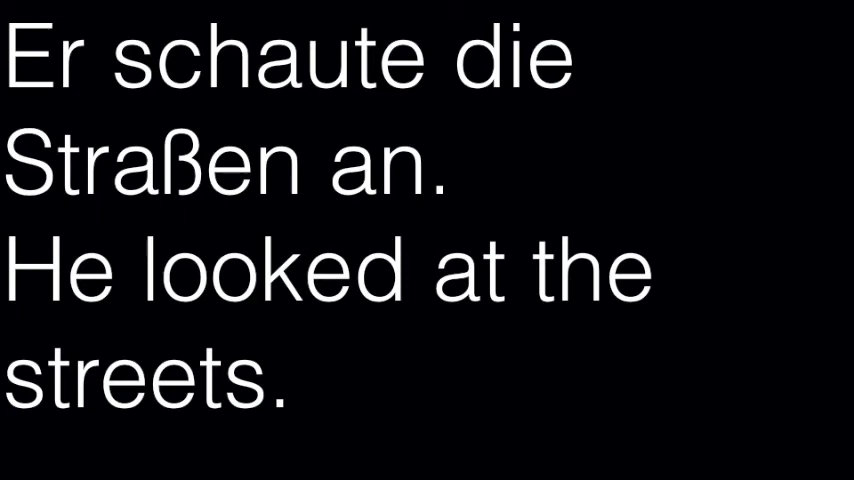 Er schaute die
Straßen an.
He looked at the
streets.